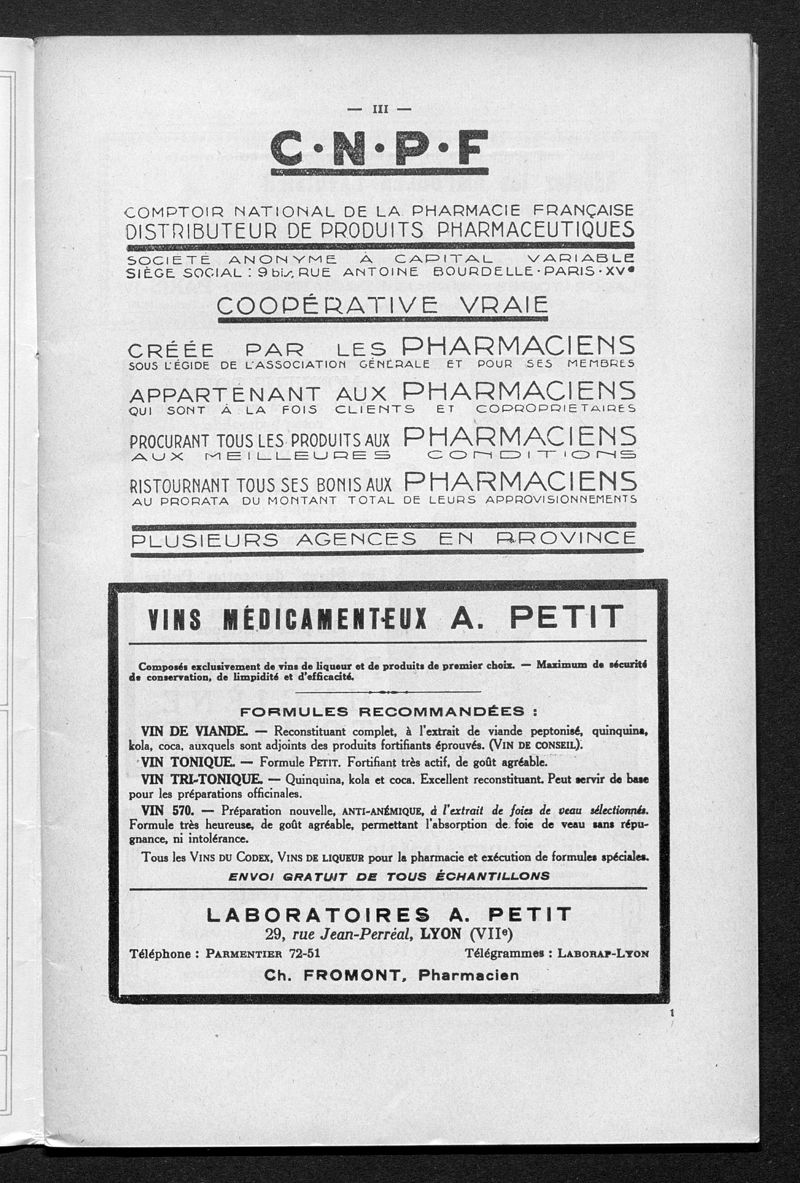 — III —
C·N·P·F
COMPTOIR NATIONAL DE LA PHARMACIE FRANÇAISE
DISTRIBUTEUR DE PRODUITS PHARMACEUTIQUES
SOCIÉTÉ ANONYME À CAPITAL VARIABLE
SIÈGE SOCIAL : 9 bis, RUE ANTOINE BOURDELLE · PARIS · XVe
COOPÉRATIVE VRAIE
CRÉÉE PAR LES PHARMACIENS
SOUS L'ÉGIDE DE L'ASSOCIATION GÉNÉRALE ET POUR SES MEMBRES
APPARTENANT AUX PHARMACIENS
QUI SONT À LA FOIS CLIENTS ET COPROPRIÉTAIRES
PROCURANT TOUS LES PRODUITS AUX PHARMACIENS
AUX MEILLEURES CONDITIONS
RISTOURNANT TOUS SES BONIS AUX PHARMACIENS
AU PRORATA DU MONTANT TOTAL DE LEURS APPROVISIONNEMENTS
PLUSIEURS AGENCES EN PROVINCE
VINS MÉDICAMENTEUX A. PETIT
Composés exclusivement de vins de liqueur et de produits de premier choix. — Maximum de sécurité
de conservation, de limpidité et d'efficacité.
FORMULES RECOMMANDÉES :
VIN DE VIANDE. — Reconstituant complet, à l'extrait de viande peptonisé, quinquina,
kola, coca, auxquels sont adjoints des produits fortifiants éprouvés. (VIN DE CONSEIL).
VIN TONIQUE. — Formule PETIT. Fortifiant très actif, de goût agréable.
VIN TRI-TONIQUE. — Quinquina, kola et coca. Excellent reconstituant. Peut servir de base
pour les préparations officinales.
VIN 570. — Préparation nouvelle, ANTI-ANÉMIQUE, à l'extrait de foies de veau sélectionnés.
Formule très heureuse, de goût agréable, permettant l'absorption de foie de veau sans répu-
gnance, ni intolérance.
Tous les VINS DU CODEX, VINS DE LIQUEUR pour la pharmacie et exécution de formules spéciales.
ENVOI GRATUIT DE TOUS ÉCHANTILLONS
LABORATOIRES A. PETIT
29, rue Jean-Perréal, LYON (VIIe)
Téléphone : PARMENTIER 72-51 Télégrammes : LABORAP-LYON
Ch. FROMONT, Pharmacien
1